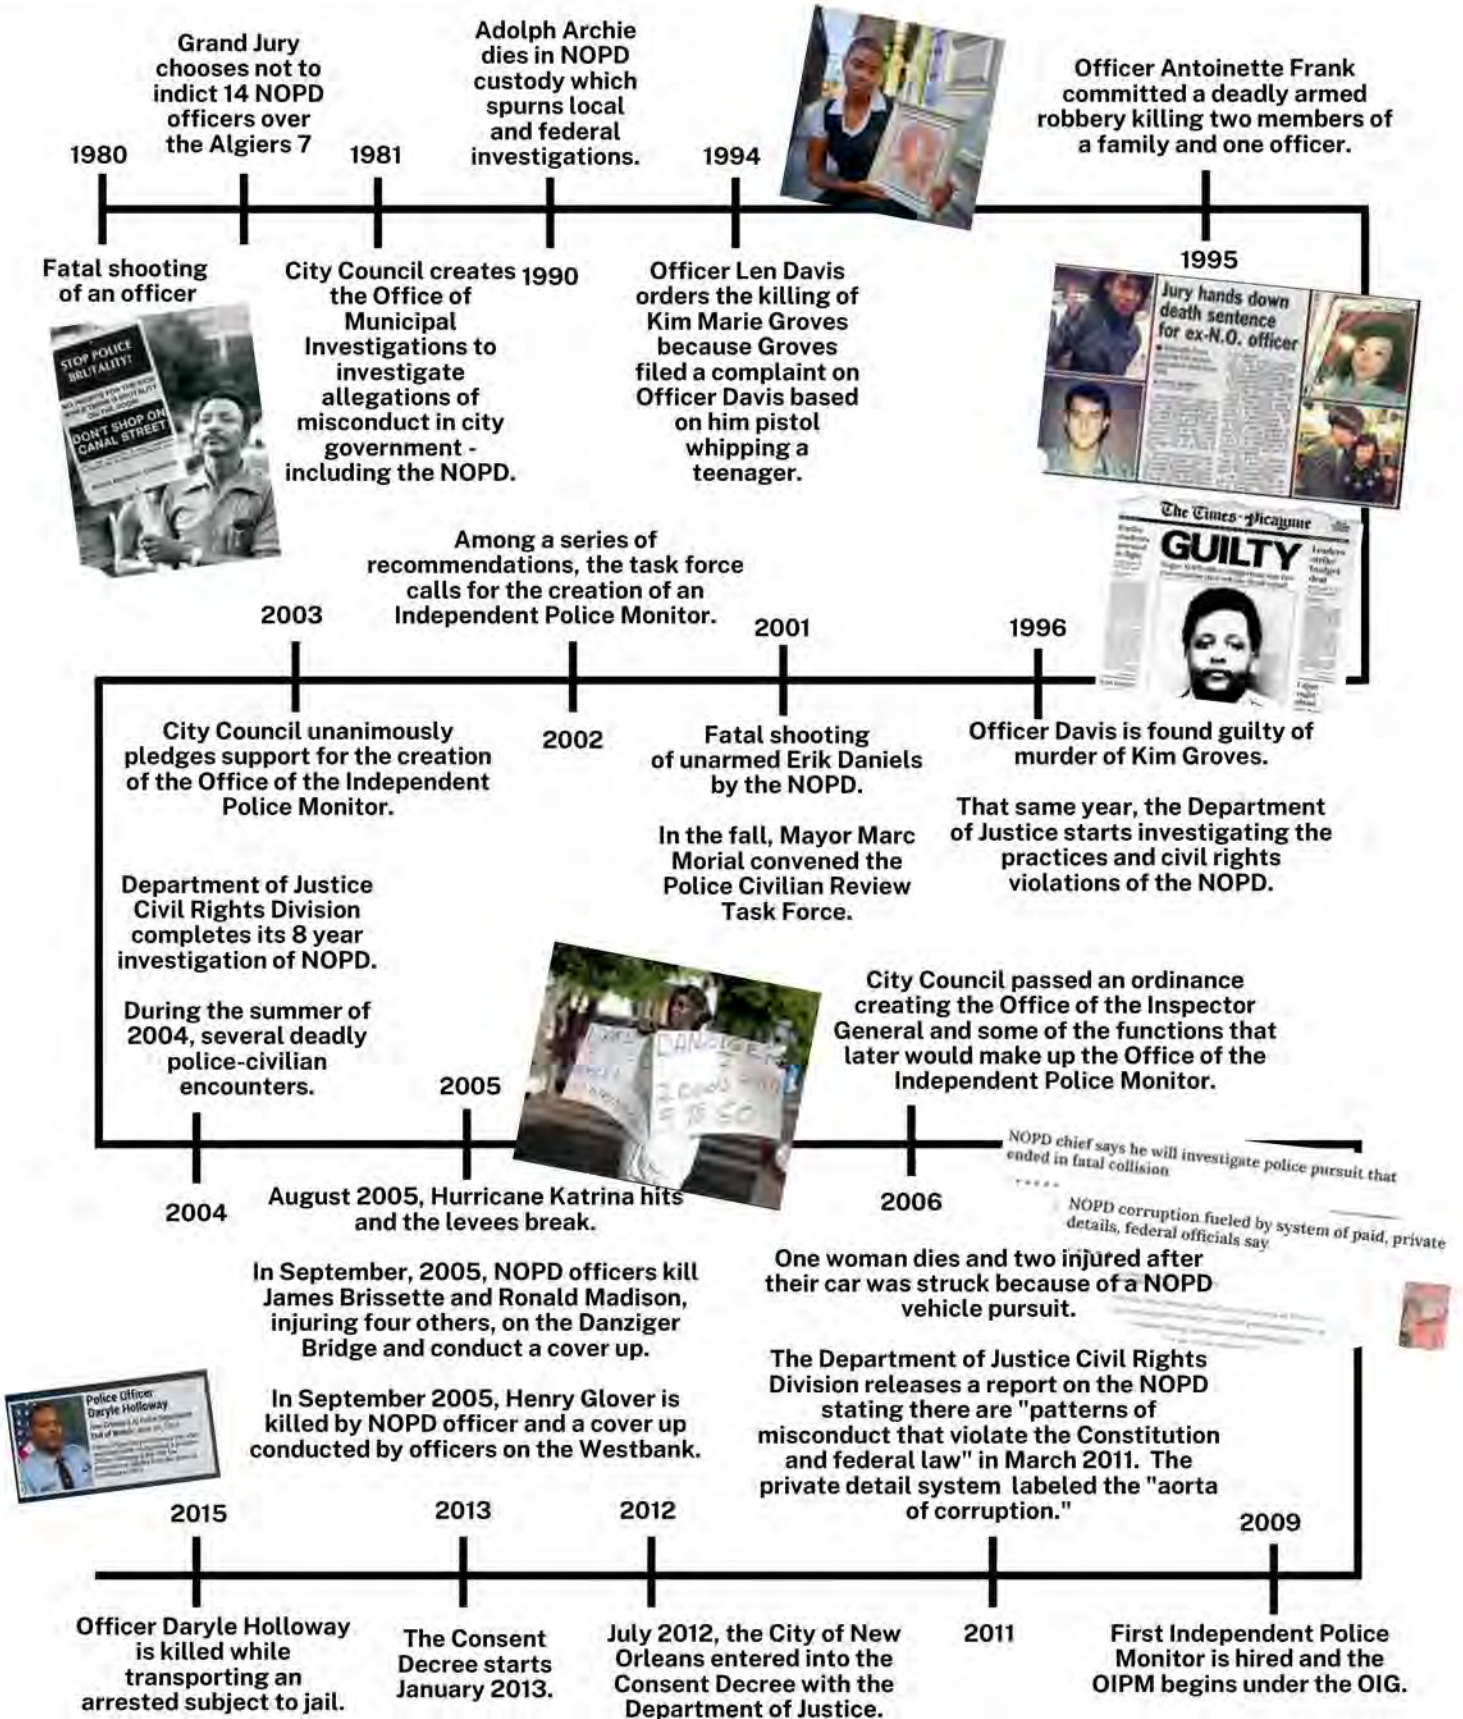 Grand Jury
chooses not to
indict 14 NOPD
officers over
the Algiers 7
Adolph Archie
dies in NOPD
custody which
spurns local
and federal
investigations.
Officer Antoinette Frank
committed a deadly armed
robbery killing two members of
a family and one officer.
1980
1981
1994
Fatal shooting
of an officer
City Council creates
the Office of
Municipal
Investigations to
investigate
allegations of
misconduct in city
government -
including the NOPD.
1990
Officer Len Davis
orders the killing of
Kim Marie Groves
because Groves
filed a complaint on
Officer Davis based
on him pistol
whipping a
teenager.
1995
STOP POLICE
BRUTALITY!
DON'T SHOP ON
CANAL STREET
Jury hands down
death sentence
for ex-N.O. officer
The Times-Picayune
GUILTY
Among a series of
recommendations, the task force
calls for the creation of an
Independent Police Monitor.
2003
2001
1996
City Council unanimously
pledges support for the creation
of the Office of the Independent
Police Monitor.
2002
Fatal shooting
of unarmed Erik Daniels
by the NOPD.
In the fall, Mayor Marc
Morial convened the
Police Civilian Review
Task Force.
Officer Davis is found guilty of
murder of Kim Groves.
That same year, the Department
of Justice starts investigating the
practices and civil rights
violations of the NOPD.
Department of Justice
Civil Rights Division
completes its 8 year
investigation of NOPD.
During the summer of
2004, several deadly
police-civilian
encounters.
2005
DANZIGER
City Council passed an ordinance
creating the Office of the Inspector
General and some of the functions that
later would make up the Office of the
Independent Police Monitor.
2004
August 2005, Hurricane Katrina hits
and the levees break.
In September, 2005, NOPD officers kill
James Brissette and Ronald Madison,
injuring four others, on the Danziger
Bridge and conduct a cover up.
In September 2005, Henry Glover is
killed by NOPD officer and a cover up
conducted by officers on the Westbank.
2006
NOPD chief says he will investigate police pursuit that
ended in fatal collision
NOPD corruption fueled by system of paid, private
details, federal officials say
One woman dies and two injured after
their car was struck because of a NOPD
vehicle pursuit.
The Department of Justice Civil Rights
Division releases a report on the NOPD
stating there are "patterns of
misconduct that violate the Constitution
and federal law" in March 2011. The
private detail system labeled the "aorta
of corruption."
Police Officer
Daryle Holloway
2015
2013
2012
2009
Officer Daryle Holloway
is killed while
transporting an
arrested subject to jail.
The Consent
Decree starts
January 2013.
July 2012, the City of New
Orleans entered into the
Consent Decree with the
Department of Justice.
2011
First Independent Police
Monitor is hired and the
OIPM begins under the OIG.